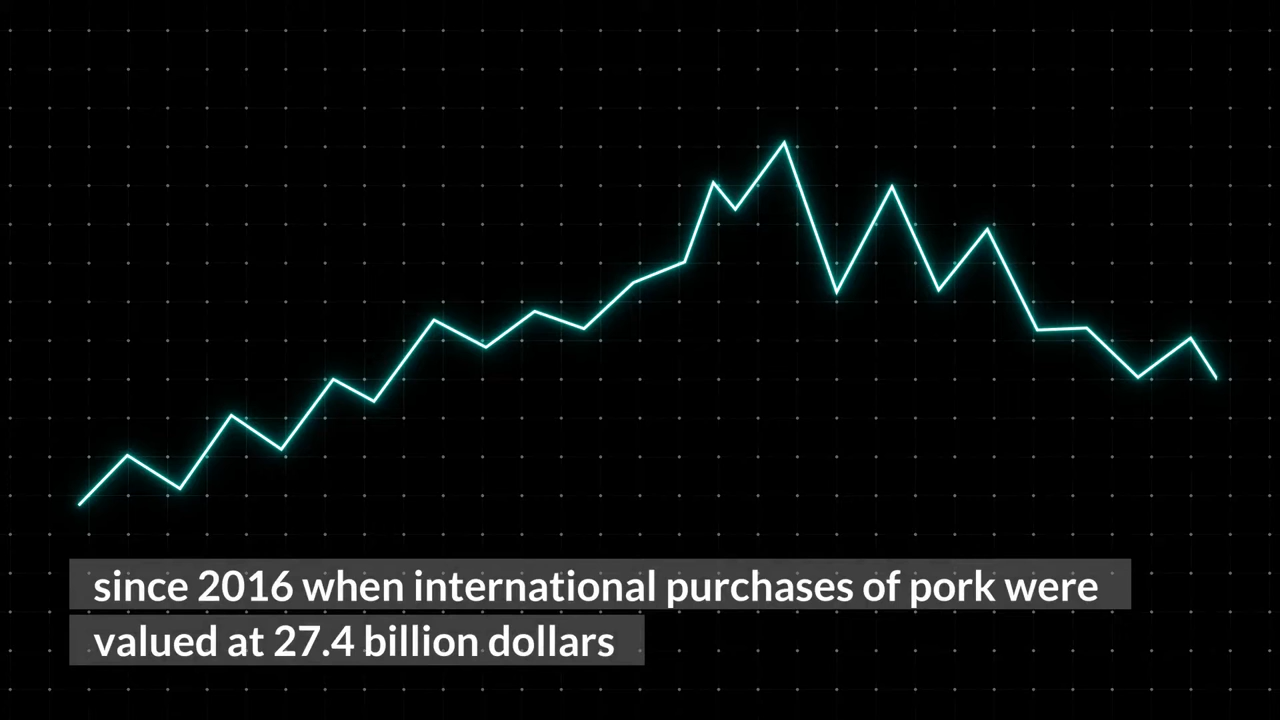 since 2016 when international purchases of pork were
valued at 27.4 billion dollars